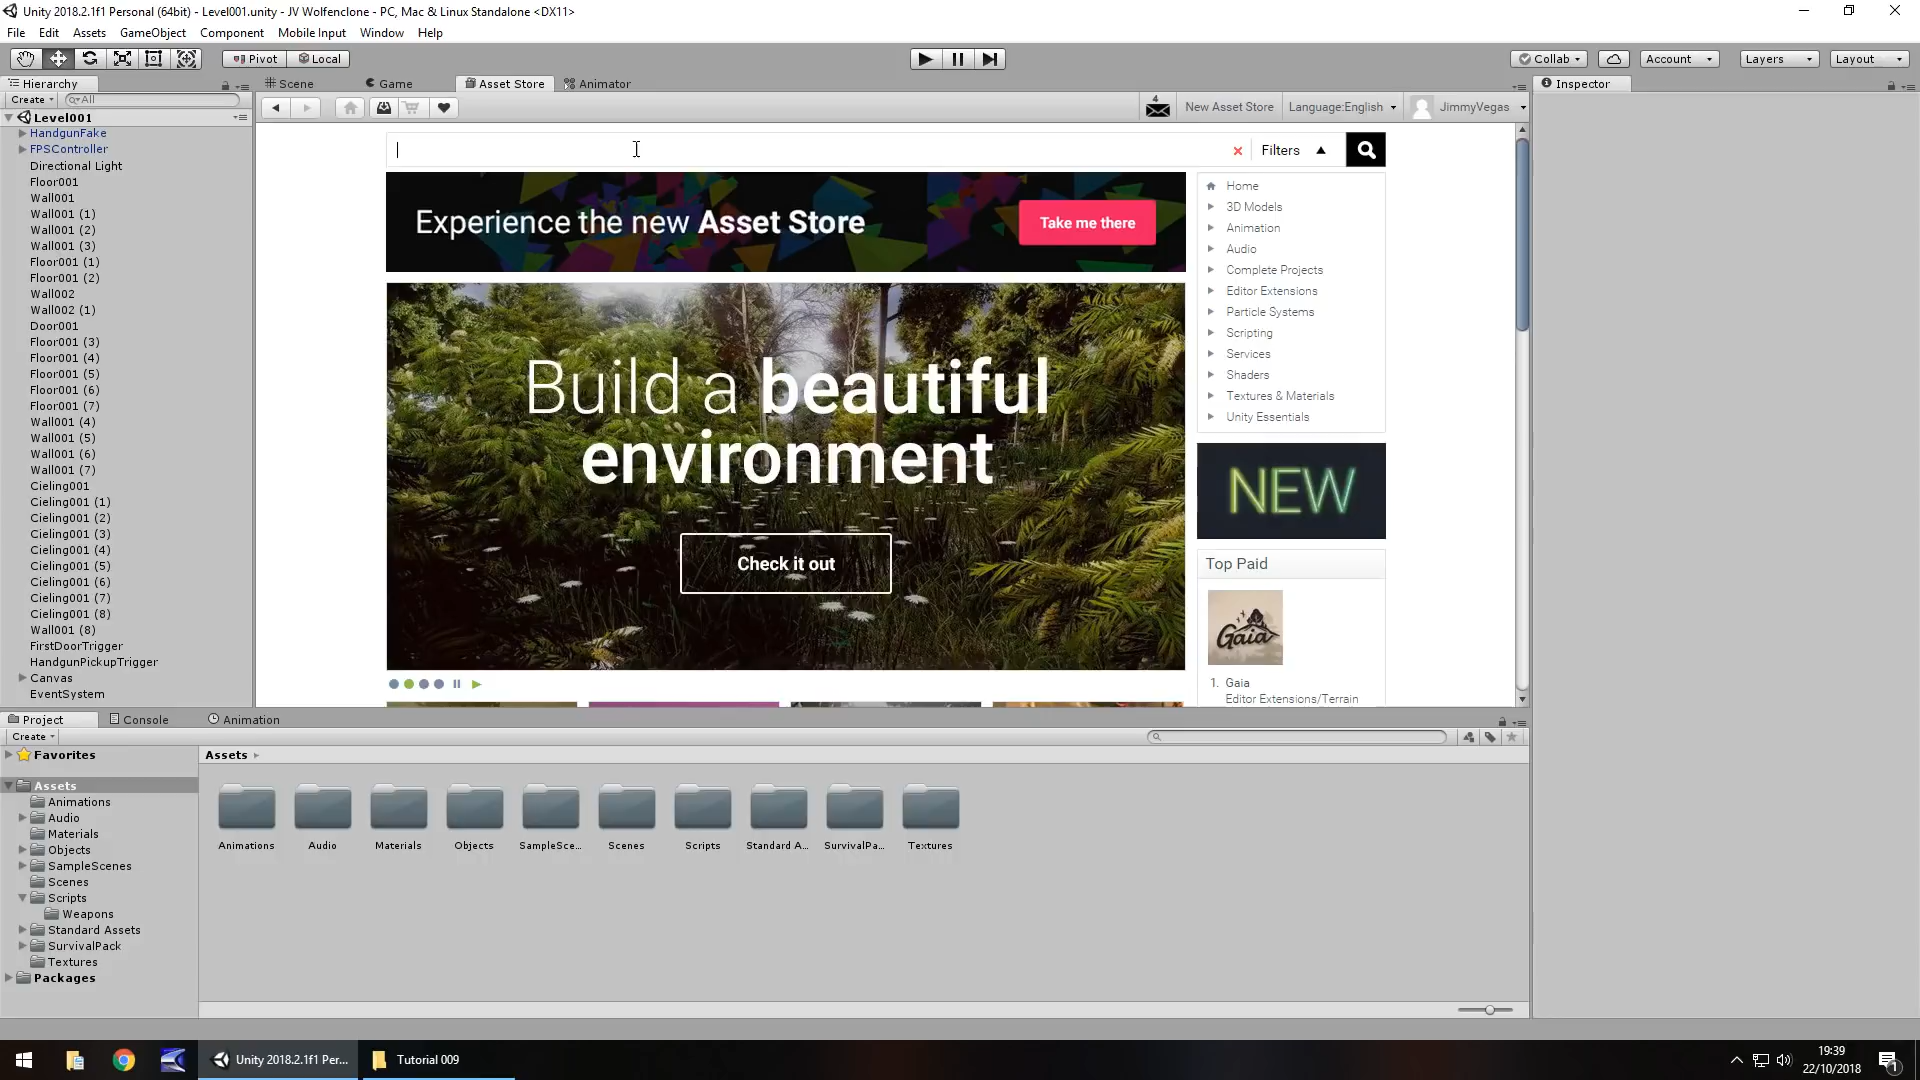 Unity 2018.2.1f1 Personal (64bit) - Level001.unity - JV Wolfenclone - PC, Mac & Linux Standalone <DX11>
File Edit Assets GameObject Component Mobile Input Window Help
Pivot Local Collab Account Layers Layout
Hierarchy Scene Game Asset Store Animator Inspector
Create All
4 New Asset Store Language:English JimmyVegas
Level001
HandgunFake
FPSController
Directional Light
Floor001
Wall001
Wall001 (1)
Wall001 (2)
Wall001 (3)
Floor001 (1)
Floor001 (2)
Wall002
Wall002 (1)
Door001
Floor001 (3)
Floor001 (4)
Floor001 (5)
Floor001 (6)
Floor001 (7)
Wall001 (4)
Wall001 (5)
Wall001 (6)
Wall001 (7)
Cieling001
Cieling001 (1)
Cieling001 (2)
Cieling001 (3)
Cieling001 (4)
Cieling001 (5)
Cieling001 (6)
Cieling001 (7)
Cieling001 (8)
Wall001 (8)
FirstDoorTrigger
HandgunPickupTrigger
Canvas
EventSystem
Filters
Experience the new Asset Store
Take me there
Build a beautiful
environment
Check it out
Home
3D Models
Animation
Audio
Complete Projects
Editor Extensions
Particle Systems
Scripting
Services
Shaders
Textures & Materials
Unity Essentials
NEW
Top Paid
Gaia
1. Gaia
Editor Extensions/Terrain
Project Console Animation
Create
Favorites
Assets
Animations
Audio
Materials
Objects
SampleScenes
Scenes
Scripts
Weapons
Standard Assets
SurvivalPack
Textures
Packages
Assets
Animations Audio Materials Objects SampleSce... Scenes Scripts Standard A... SurvivalPa... Textures
Unity 2018.2.1f1 Per... Tutorial 009
19:39
22/10/2018
1